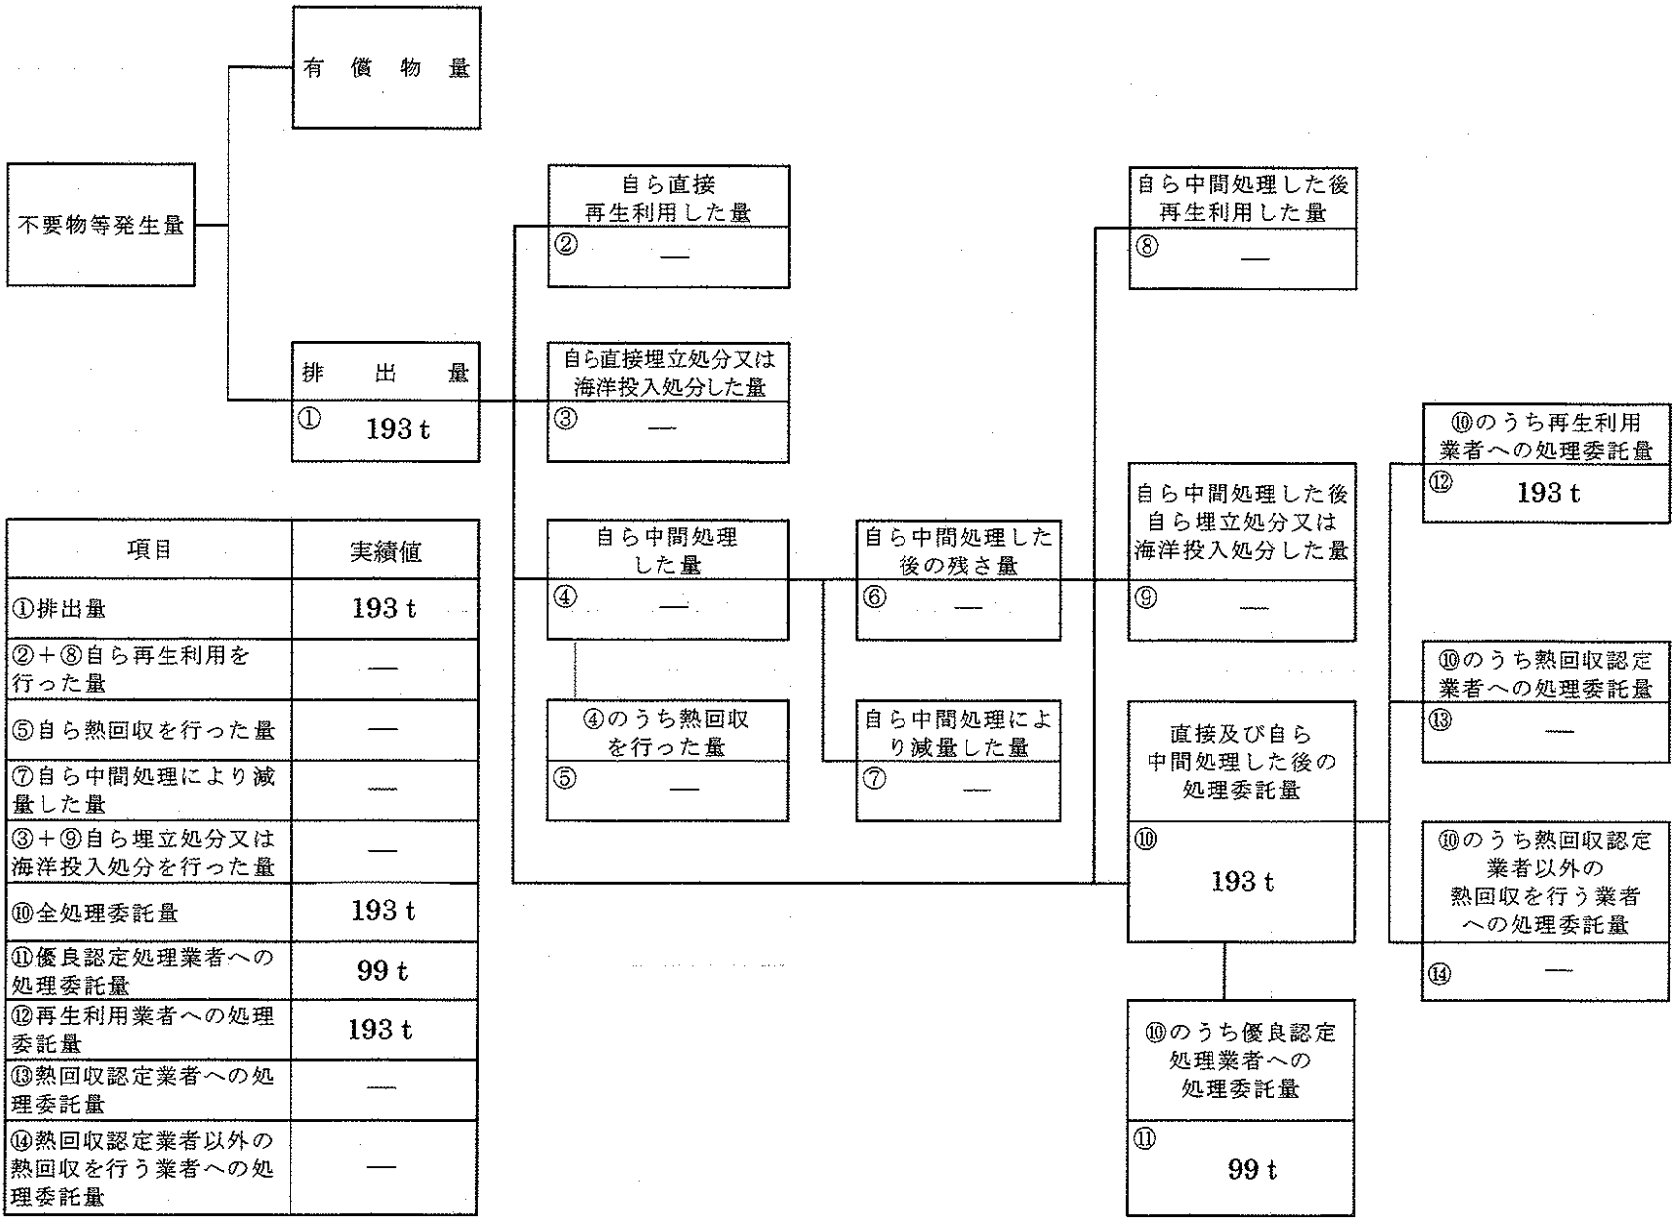 有償物量
不要物等発生量
排出量
①
193 t
自ら直接
再生利用した量
②
—
自ら直接埋立処分又は
海洋投入処分した量
③
—
自ら中間処理
した量
④
—
④のうち熱回収
を行った量
⑤
—
自ら中間処理した
後の残さ量
⑥
—
自ら中間処理によ
り減量した量
⑦
—
自ら中間処理した後
再生利用した量
⑧
—
自ら中間処理した後
自ら埋立処分又は
海洋投入処分した量
⑨
—
直接及び自ら
中間処理した後の
処理委託量
⑩
193 t
⑩のうち優良認定
処理業者への
処理委託量
⑪
99 t
⑩のうち再生利用
業者への処理委託量
⑫
193 t
⑩のうち熱回収認定
業者への処理委託量
⑬
—
⑩のうち熱回収認定
業者以外の
熱回収を行う業者
への処理委託量
⑭
—
項目 実績値
①排出量 193 t
②+⑧自ら再生利用を
行った量
—
⑤自ら熱回収を行った量 —
⑦自ら中間処理により減
量した量
—
③+⑨自ら埋立処分又は
海洋投入処分を行った量
—
⑩全処理委託量 193 t
⑪優良認定処理業者への
処理委託量
99 t
⑫再生利用業者への処理
委託量
193 t
⑬熱回収認定業者への処
理委託量
—
⑭熱回収認定業者以外の
熱回収を行う業者への処
理委託量
—